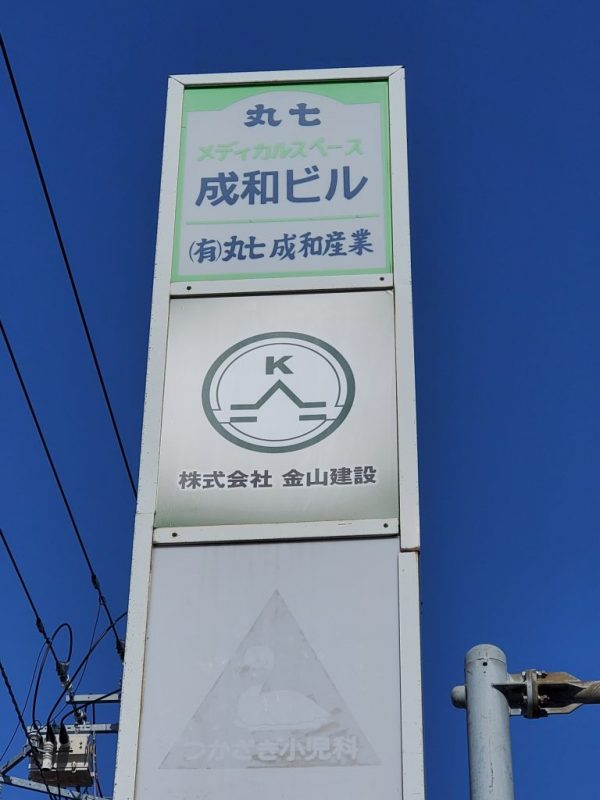 丸七
メディカルスペース
成和ビル
(有)丸七 成和産業
K
株式会社 金山建設
つかざき小児科